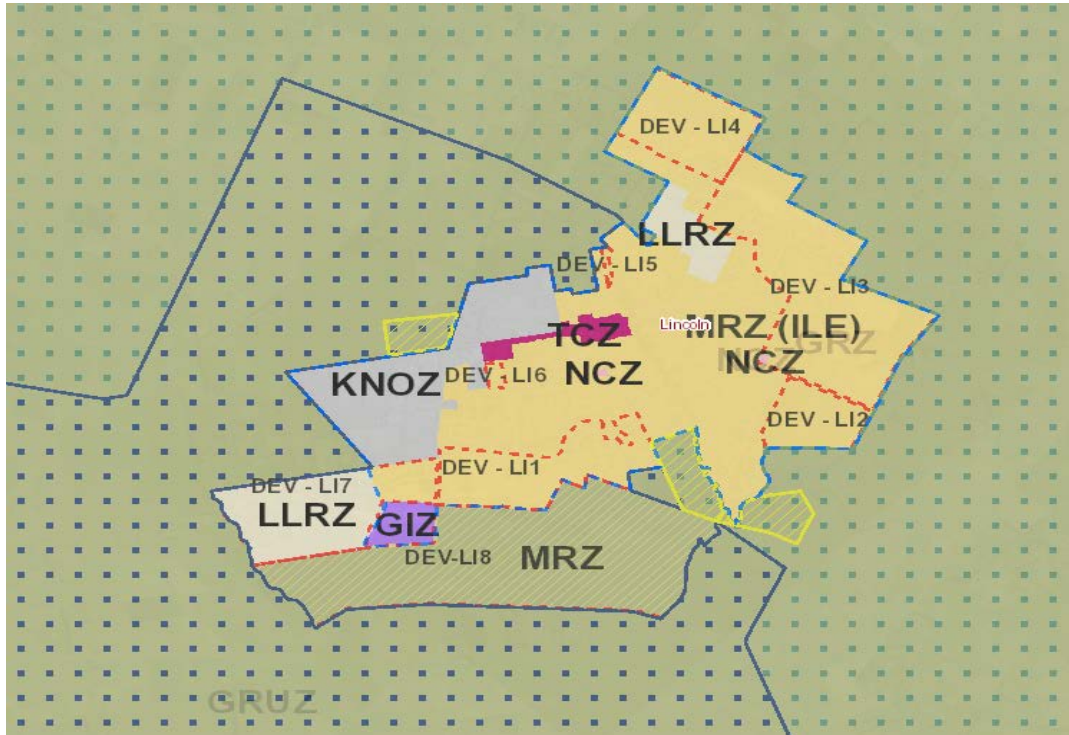 DEV - LI4
LLRZ
DEV - LI5
DEV - LI3
Lincoln
MRZ (ILE)
TCZ
GRZ
NCZ
NCZ
KNOZ
DEV - LI6
DEV - LI2
DEV - LI1
DEV - LI7
LLRZ
GIZ
DEV-LI8
MRZ
GRUZ